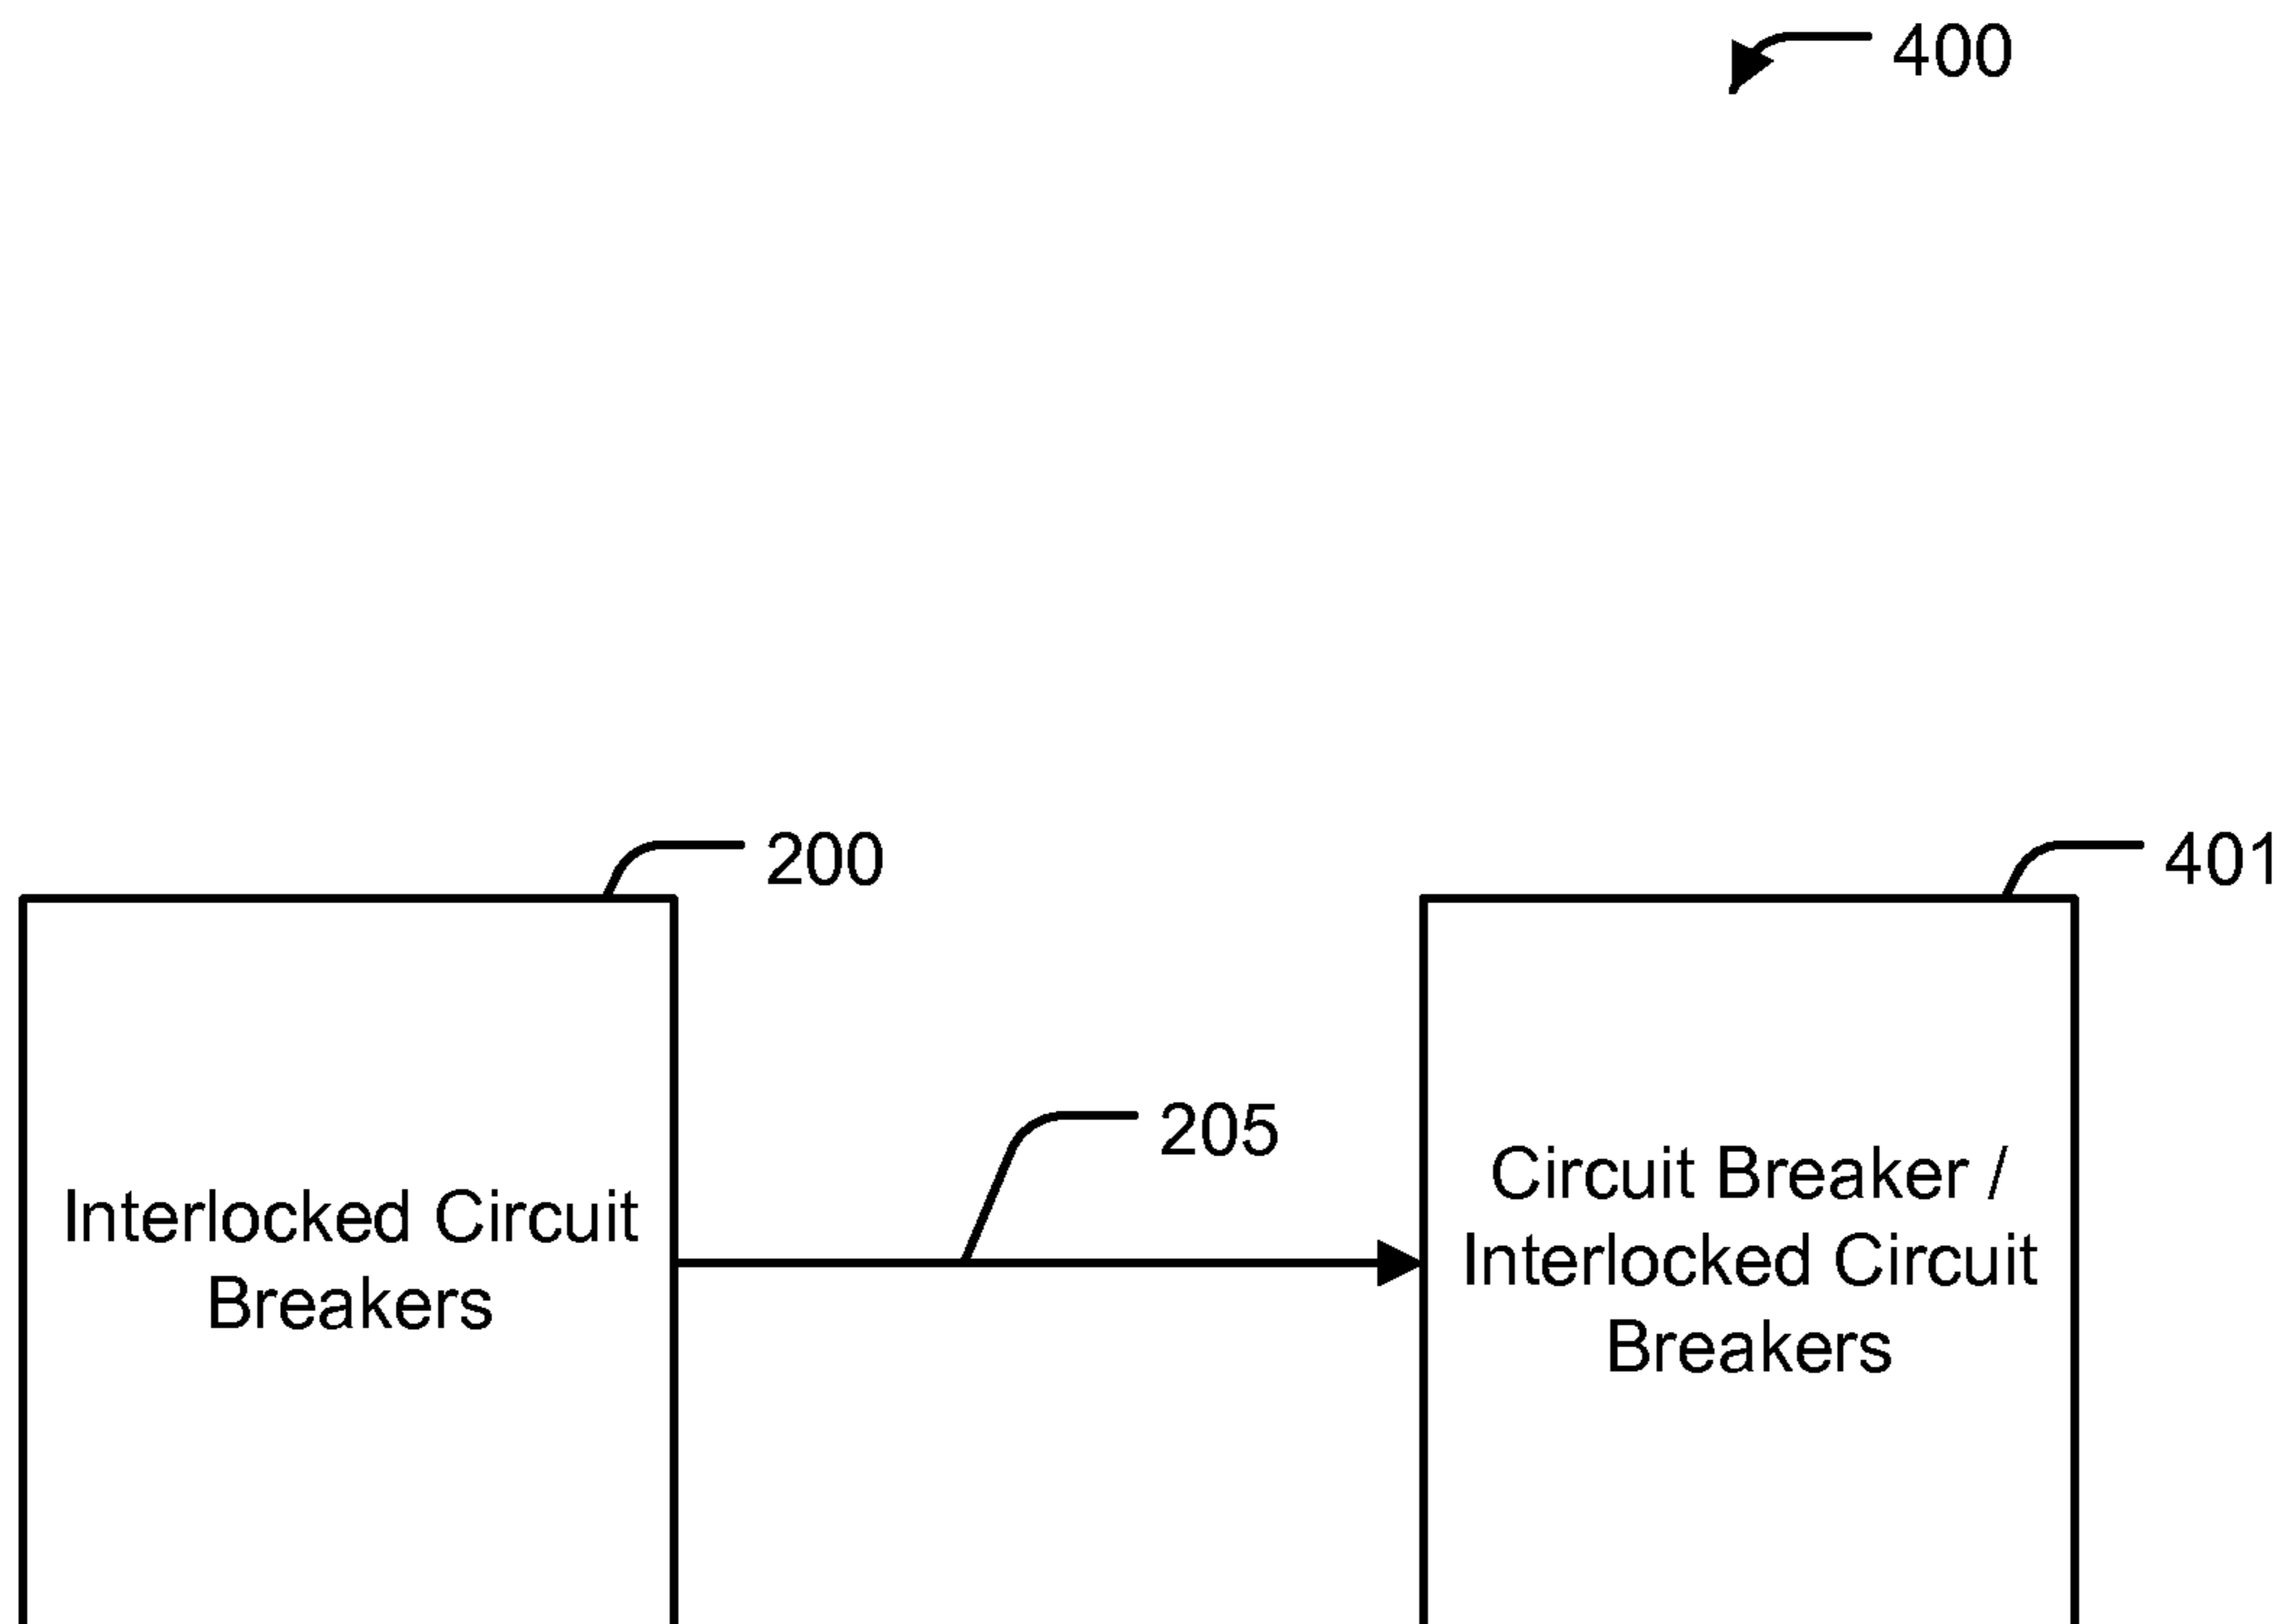 400
200
401
205
Interlocked Circuit
Breakers
Circuit Breaker /
Interlocked Circuit
Breakers